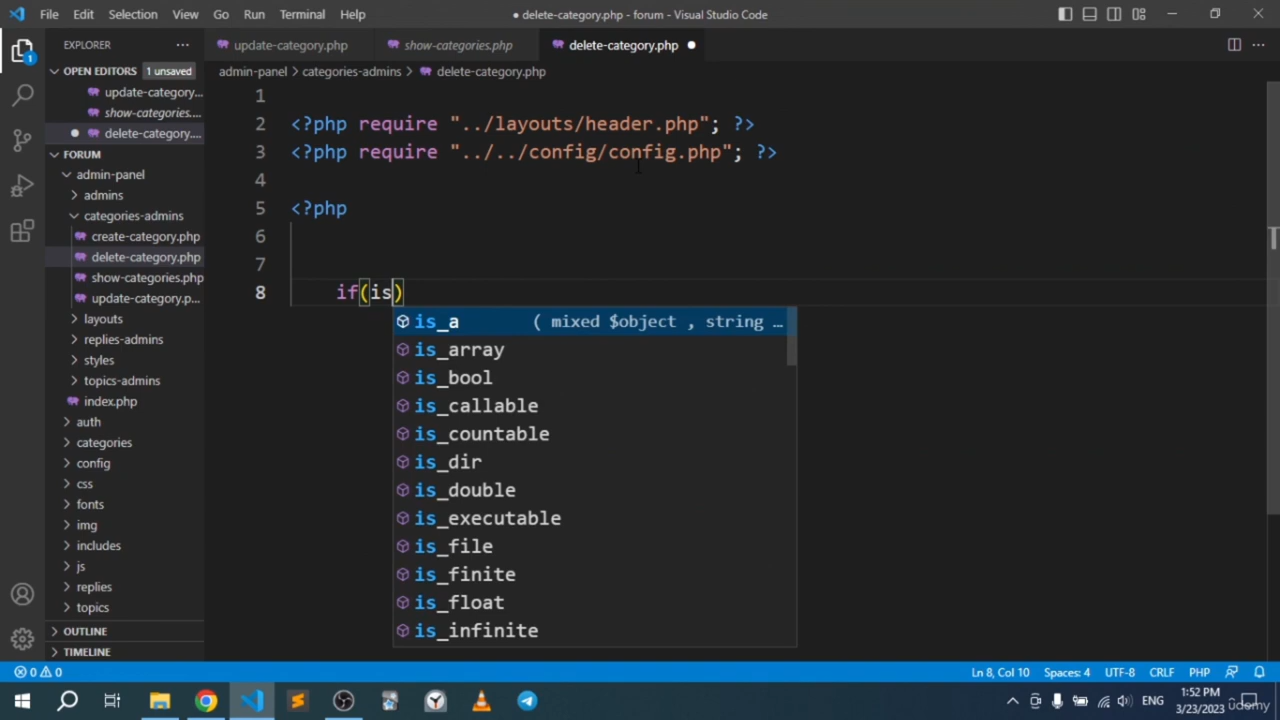 File Edit Selection View Go Run Terminal Help
● delete-category.php - forum - Visual Studio Code
EXPLORER
update-category.php
show-categories.php
delete-category.php ●
OPEN EDITORS 1 unsaved
update-category....
show-categories....
● delete-category....
FORUM
admin-panel
admins
categories-admins
create-category.php
delete-category.php
show-categories.php
update-category.p...
layouts
replies-admins
styles
topics-admins
index.php
auth
categories
config
css
fonts
img
includes
js
replies
topics
OUTLINE
TIMELINE
admin-panel > categories-admins > delete-category.php
1
2 <?php require "../layouts/header.php"; ?>
3 <?php require "../../config/config.php"; ?>
4
5 <?php
6
7
8 if(is)
is_a ( mixed $object , string ...
is_array
is_bool
is_callable
is_countable
is_dir
is_double
is_executable
is_file
is_finite
is_float
is_infinite
0 0
Ln 8, Col 10 Spaces: 4 UTF-8 CRLF PHP
ENG
1:52 PM
3/23/2023
udemy
1